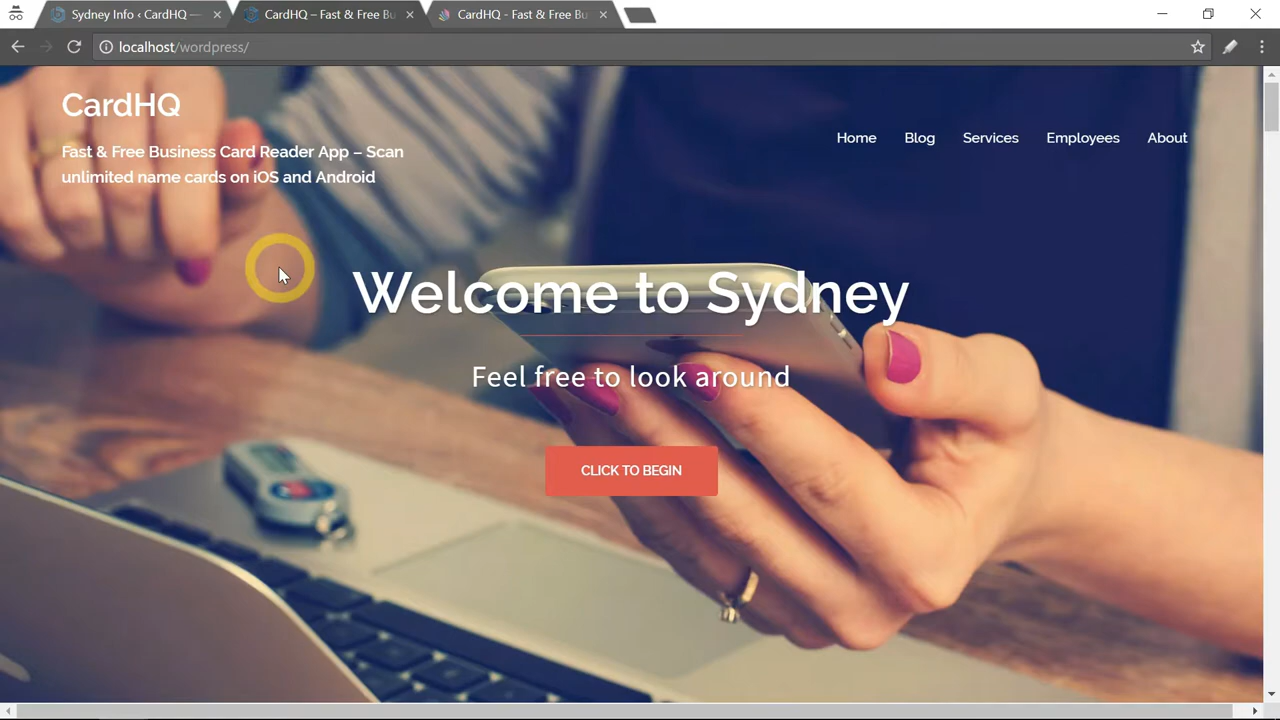 Sydney Info ‹ CardHQ —
CardHQ – Fast & Free Bu
CardHQ - Fast & Free Bu
localhost/wordpress/
CardHQ
Fast & Free Business Card Reader App – Scan
unlimited name cards on iOS and Android
Home Blog Services Employees About
Welcome to Sydney
Feel free to look around
CLICK TO BEGIN